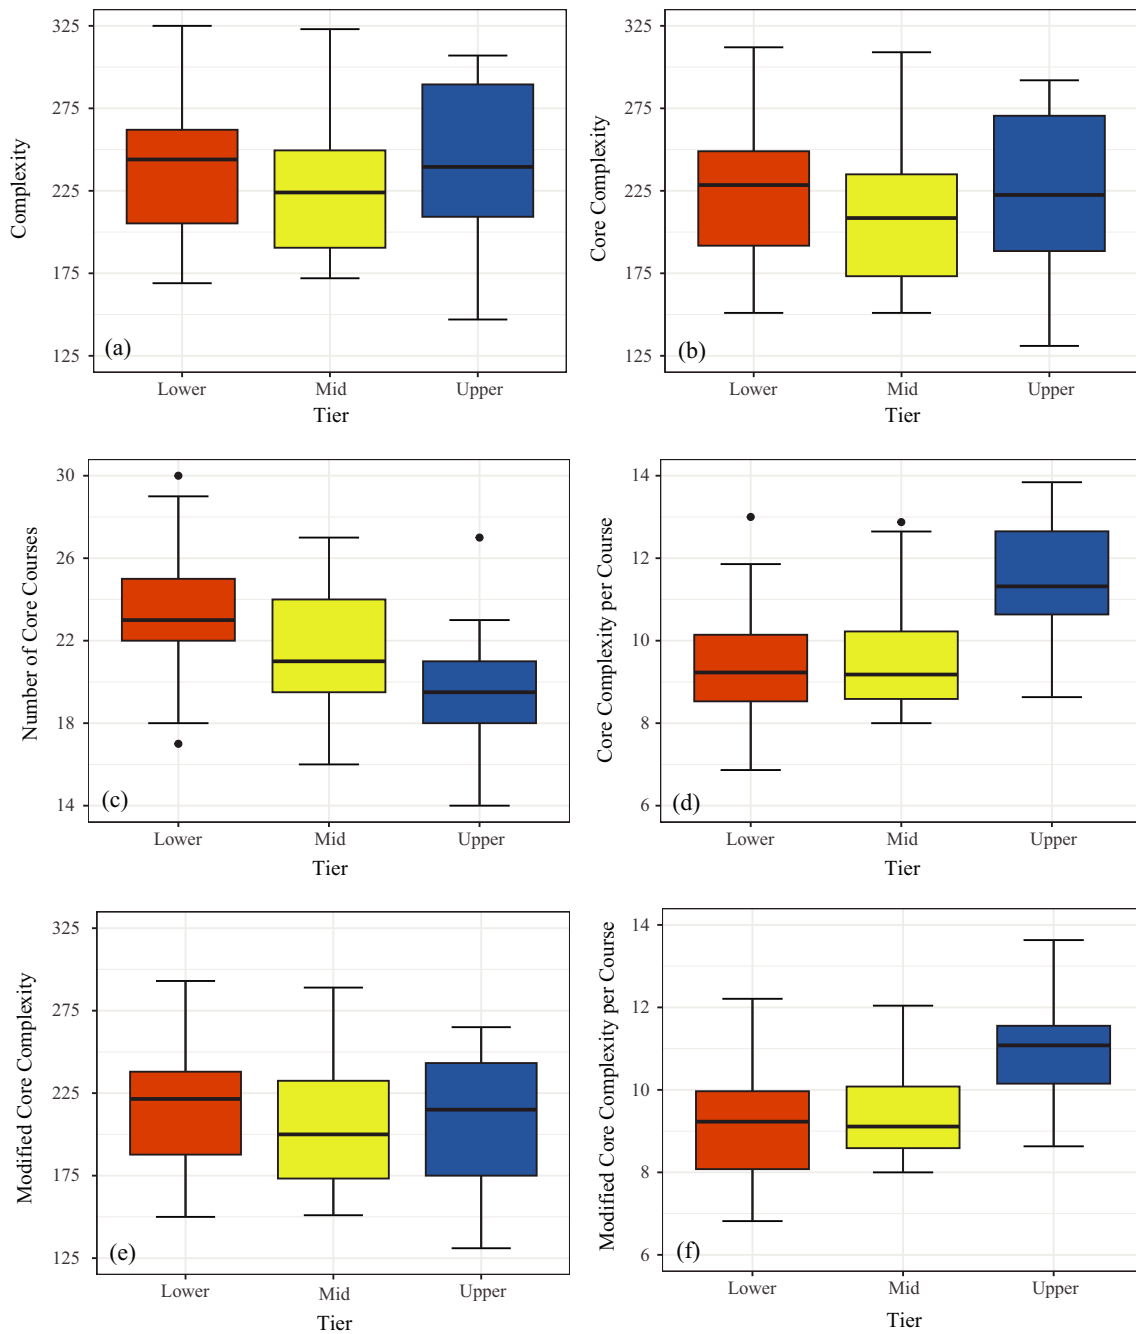 Complexity
325
275
225
175
125
(a)
Lower
Mid
Upper
Tier
Core Complexity
325
275
225
175
125
(b)
Lower
Mid
Upper
Tier
Number of Core Courses
30
26
22
18
14
(c)
Lower
Mid
Upper
Tier
Core Complexity per Course
14
12
10
8
6
(d)
Lower
Mid
Upper
Tier
Modified Core Complexity
325
275
225
175
125
(e)
Lower
Mid
Upper
Tier
Modified Core Complexity per Course
14
12
10
8
6
(f)
Lower
Mid
Upper
Tier